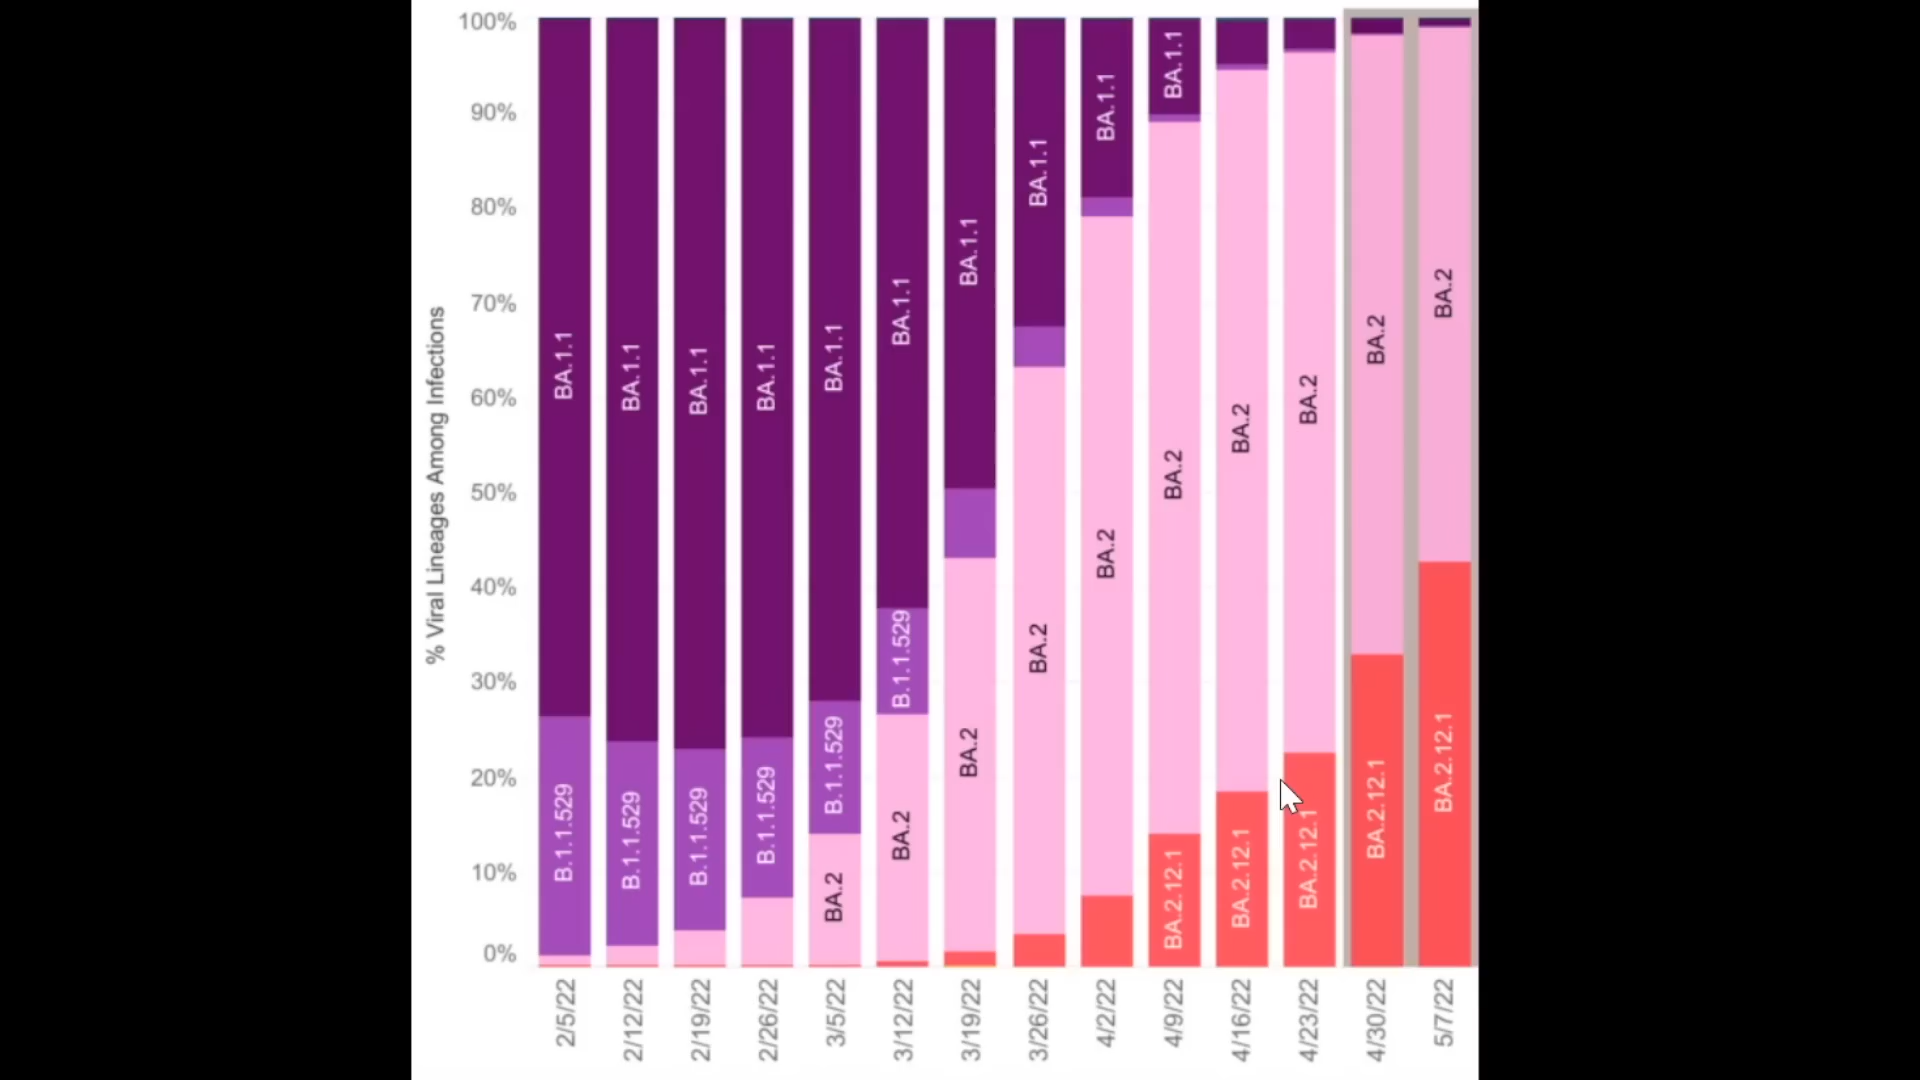 % Viral Lineages Among Infections
100%
90%
80%
70%
60%
50%
40%
30%
20%
10%
0%
BA.1.1
B.1.1.529
BA.1.1
B.1.1.529
BA.1.1
B.1.1.529
BA.1.1
B.1.1.529
BA.1.1
B.1.1.529
BA.2
BA.1.1
B.1.1.529
BA.2
BA.1.1
BA.2
BA.1.1
BA.2
BA.1.1
BA.2
BA.1.1
BA.2
BA.2.12.1
BA.2
BA.2.12.1
BA.2
BA.2.12.1
BA.2
BA.2.12.1
BA.2
BA.2.12.1
2/5/22
2/12/22
2/19/22
2/26/22
3/5/22
3/12/22
3/19/22
3/26/22
4/2/22
4/9/22
4/16/22
4/23/22
4/30/22
5/7/22